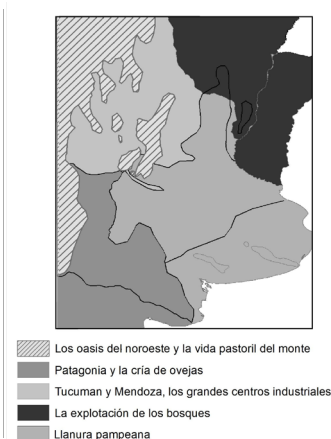 Los oasis del noroeste y la vida pastoril del monte
Patagonia y la cría de ovejas
Tucuman y Mendoza, los grandes centros industriales
La explotación de los bosques
Llanura pampeana